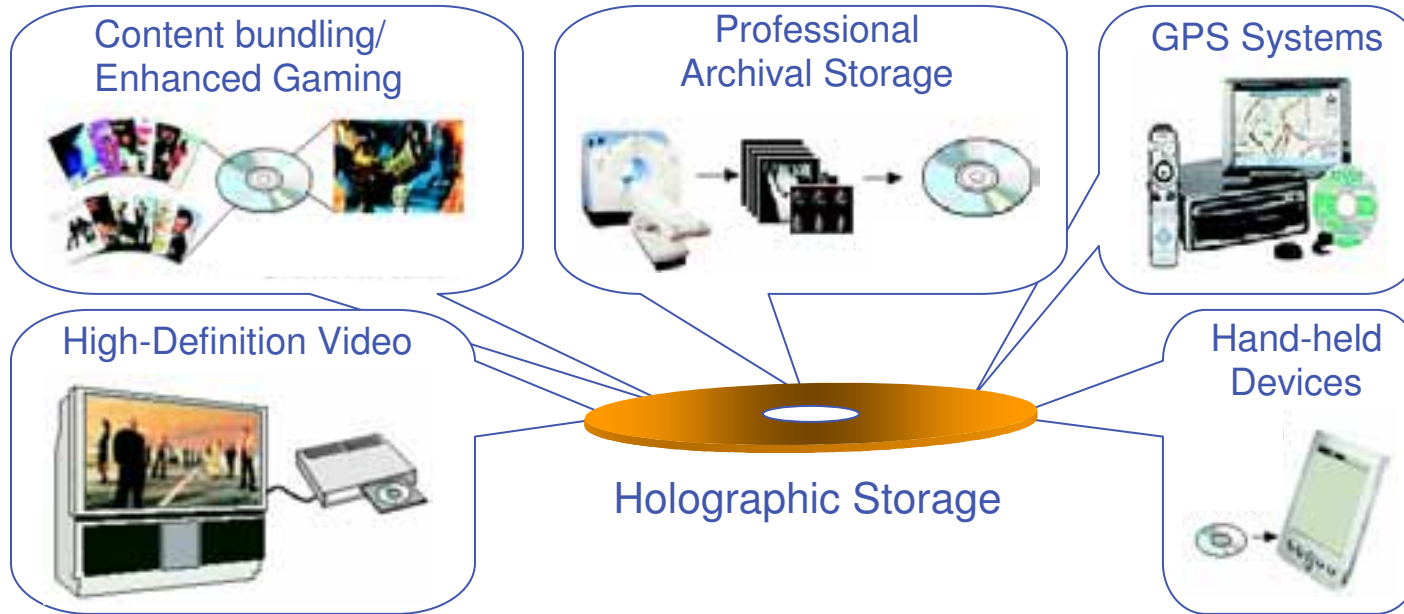 Content bundling/
Enhanced Gaming
Professional
Archival Storage
GPS Systems
High-Definition Video
Hand-held
Devices
Holographic Storage